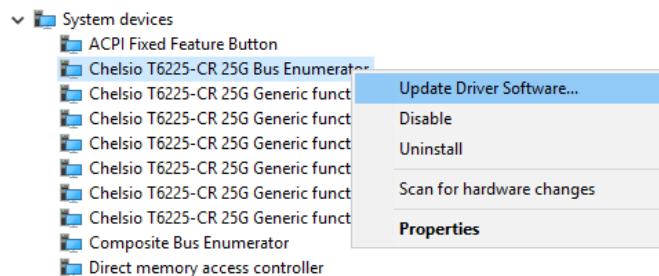 System devices
ACPI Fixed Feature Button
Chelsio T6225-CR 25G Bus Enumerator
Update Driver Software...
Chelsio T6225-CR 25G Generic funct
Chelsio T6225-CR 25G Generic funct
Disable
Chelsio T6225-CR 25G Generic funct
Uninstall
Chelsio T6225-CR 25G Generic funct
Scan for hardware changes
Chelsio T6225-CR 25G Generic funct
Chelsio T6225-CR 25G Generic funct
Properties
Composite Bus Enumerator
Direct memory access controller